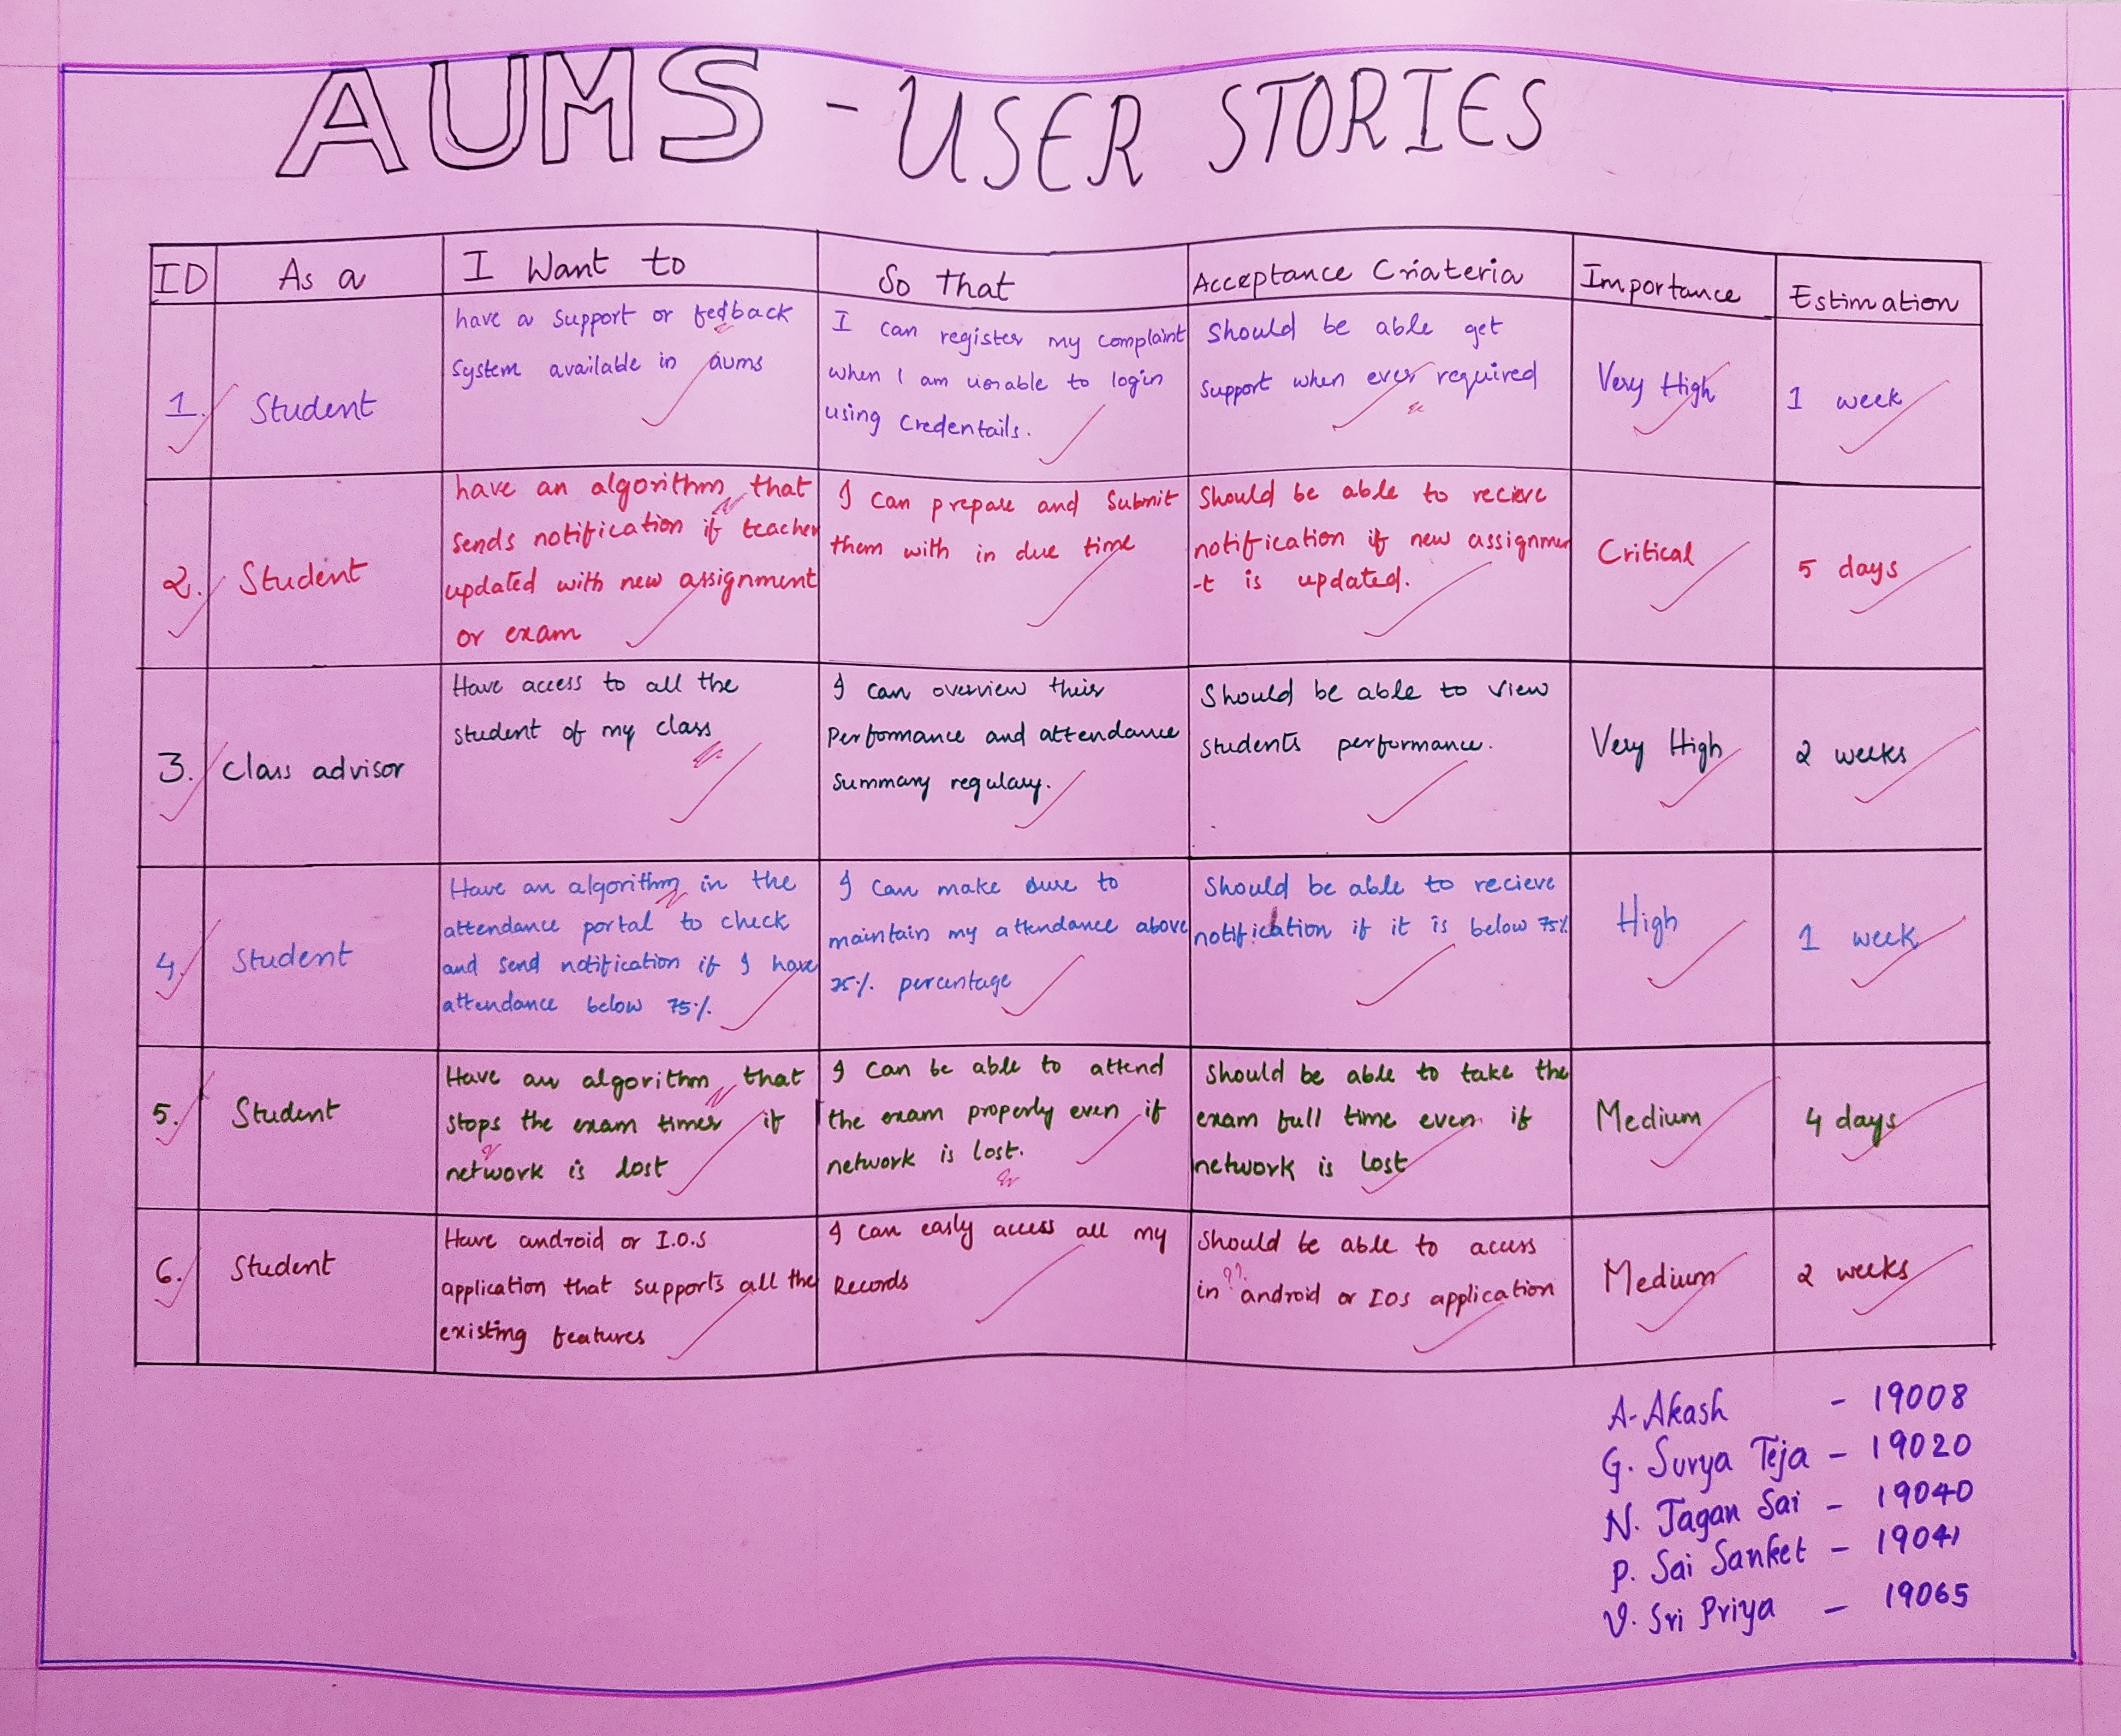 AUMS - USER STORIES
ID As a I Want to So That Acceptance Criateria Importance Estimation
1. Student
have a support or fedback
system available in aums
I can register my complaint
when I am unable to login
using Credentails.
Should be able get
support when ever required
Very High
1 week
2. Student
have an algorithm that
sends notification if teacher
updated with new assignment
or exam
I can prepare and submit
them with in due time
Should be able to recieve
notification if new assignmen
-t is updated.
Critical
5 days
3. Class advisor
Have access to all the
student of my class
I can overview their
Performance and attendance
Summary regulary.
Should be able to view
students performance.
Very High
2 weeks
4. Student
Have an algorithm in the
attendance portal to check
and send notification if I have
attendance below 75%.
I can make sure to
maintain my attendance above
75%. percentage
Should be able to recieve
notification if it is below 75%
High
1 week
5. Student
Have an algorithm that
stops the exam timer if
network is lost
I can be able to attend
the exam properly even if
network is lost.
Should be able to take the
exam full time even if
network is lost
Medium
4 days
6. Student
Have android or I.O.S
application that supports all the
existing features
I can easly access all my
Records
Should be able to acess
in ?? android or IOS application
Medium
2 weeks
A-Akash - 19008
G. Surya Teja - 19020
N. Jagan Sai - 19040
P. Sai Sanket - 19041
V. Sri Priya - 19065